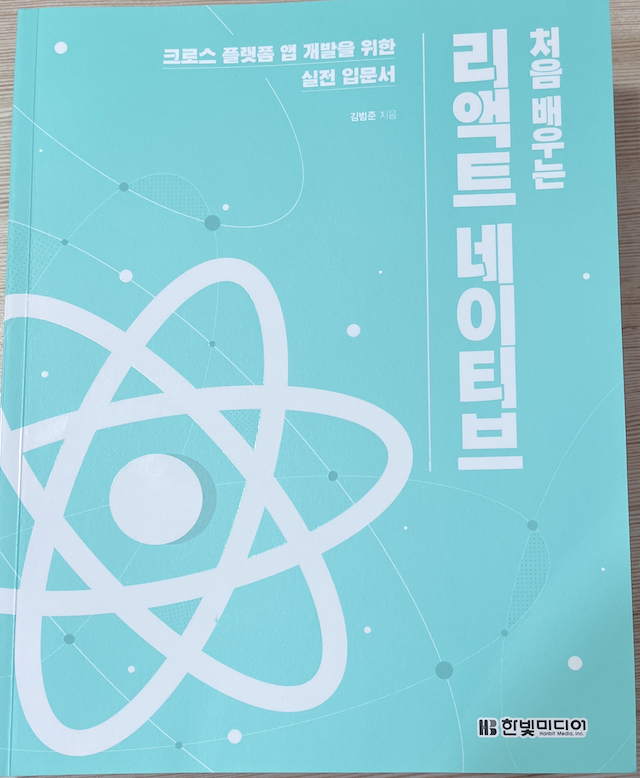 크로스 플랫폼 앱 개발을 위한
실전 입문서
김범준 지음
처음 배우는
리액트 네이티브
HB 한빛미디어
Hanbit Media, Inc.